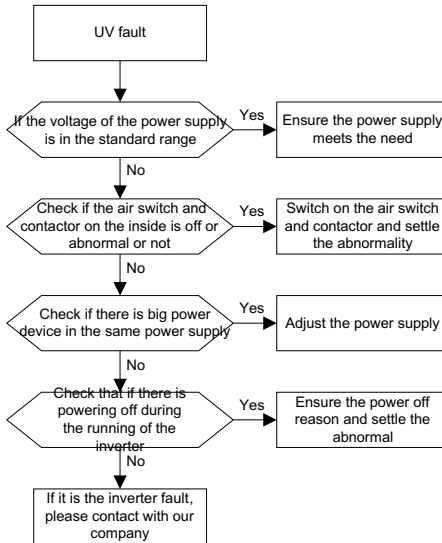 UV fault
If the voltage of the power supply
is in the standard range
Yes
Ensure the power supply
meets the need
No
Check if the air switch and
contactor on the inside is off or
abnormal or not
Yes
Switch on the air switch
and contactor and settle
the abnormality
No
Check if there is big power
device in the same power supply
Yes
Adjust the power supply
No
Check that if there is
powering off during
the running of the
inverter
Yes
Ensure the power off
reason and settle the
abnormal
No
If it is the inverter fault,
please contact with our
company